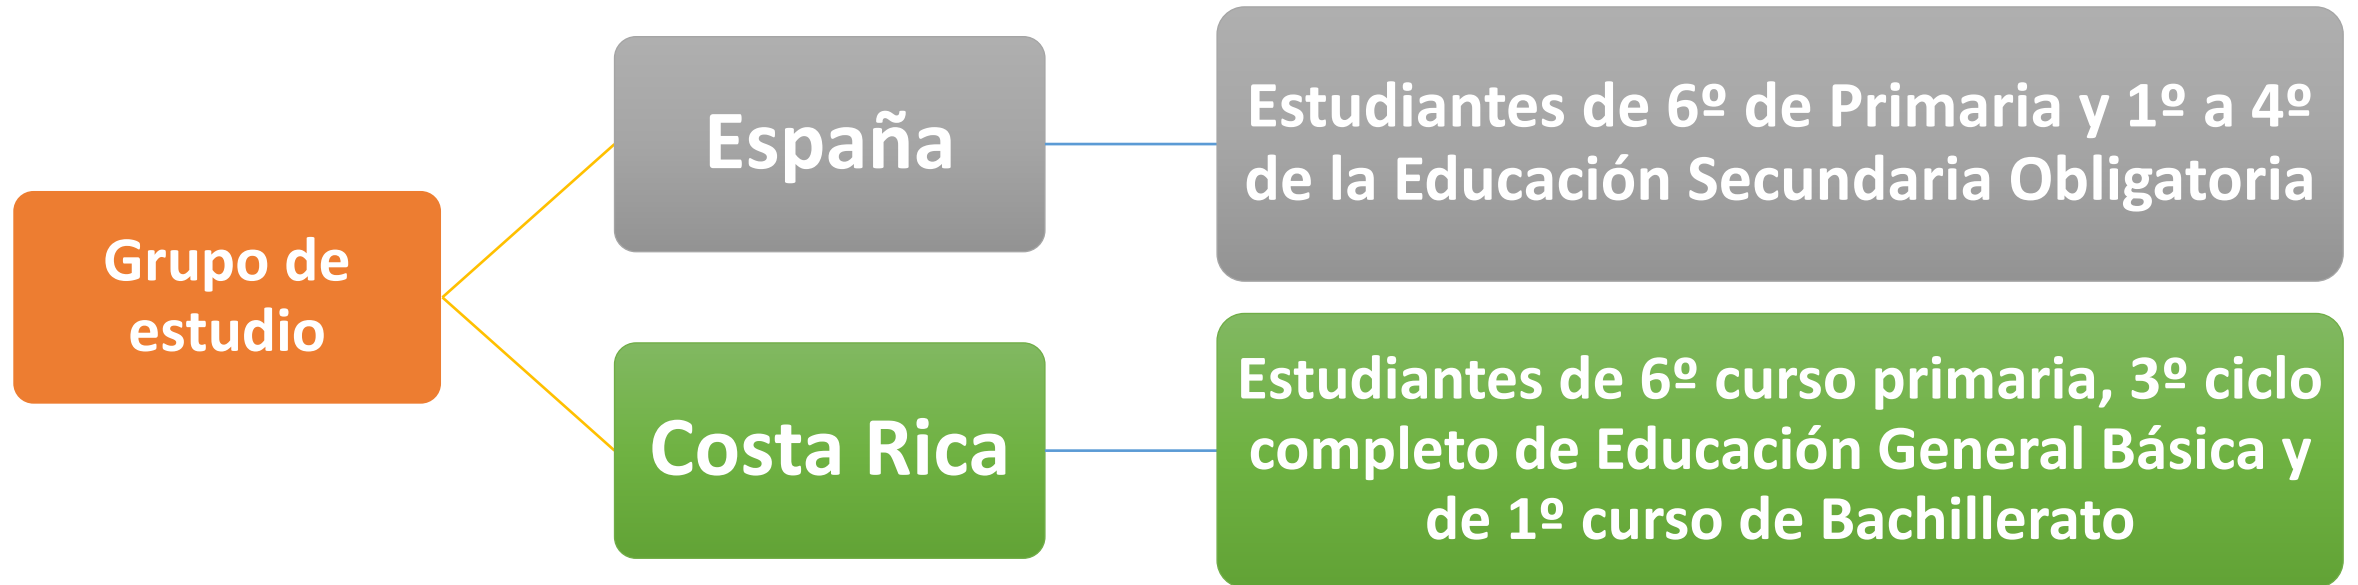 Grupo de
estudio
España
Estudiantes de 6º de Primaria y 1º a 4º
de la Educación Secundaria Obligatoria
Costa Rica
Estudiantes de 6º curso primaria, 3º ciclo
completo de Educación General Básica y
de 1º curso de Bachillerato